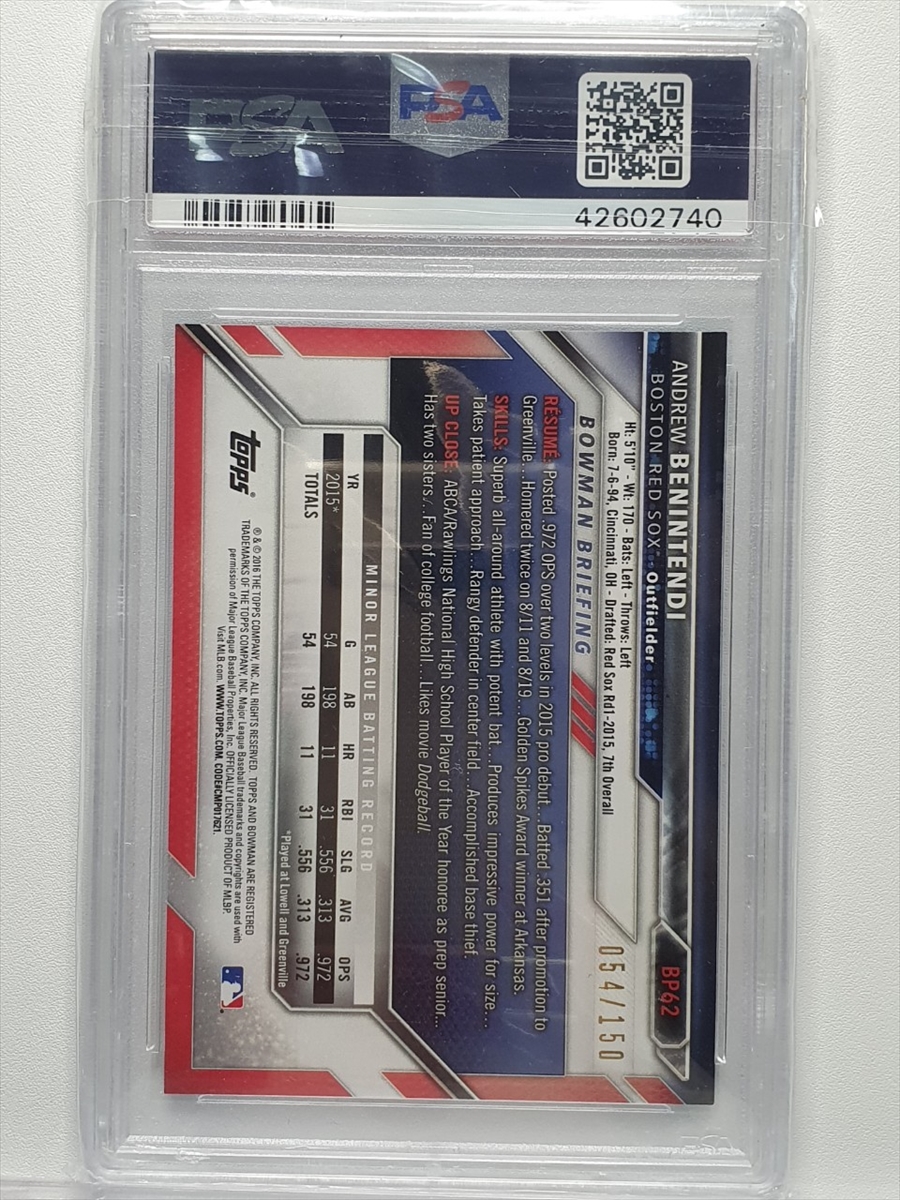 PSA
PSA
42602740
BP62
ANDREW BENINTENDI
BOSTON RED SOX® Outfielder
054/150
Ht: 5'10" - Wt: 170 - Bats: Left - Throws: Left
Born: 7-6-94, Cincinnati, OH - Drafted: Red Sox Rd1-2015, 7th Overall
BOWMAN BRIEFING
RÉSUMÉ: Posted .972 OPS over two levels in 2015 pro debut...Batted .351 after promotion to
Greenville...Homered twice on 8/11 and 8/19...Golden Spikes Award winner at Arkansas.
SKILLS: Superb all-around athlete with potent bat...Produces impressive power for size...
Takes patient approach...Rangy defender in center field...Accomplished base thief.
UP CLOSE: ABCA/Rawlings National High School Player of the Year honoree as prep senior...
Has two sisters...Fan of college football...Likes movie Dodgeball.
MINOR LEAGUE BATTING RECORD
YR G AB HR RBI SLG AVG OPS
2015* 54 198 11 31 .556 .313 .972
TOTALS 54 198 11 31 .556 .313 .972
*Played at Lowell and Greenville
topps®
® & © 2016 THE TOPPS COMPANY, INC. ALL RIGHTS RESERVED. TOPPS AND BOWMAN ARE REGISTERED
TRADEMARKS OF THE TOPPS COMPANY, INC. Major League Baseball trademarks and copyrights are used with
permission of Major League Baseball Properties, Inc. OFFICIALLY LICENSED PRODUCT OF MLBP.
Visit MLB.com. WWW.TOPPS.COM. CODE#CMP017621.
PSA